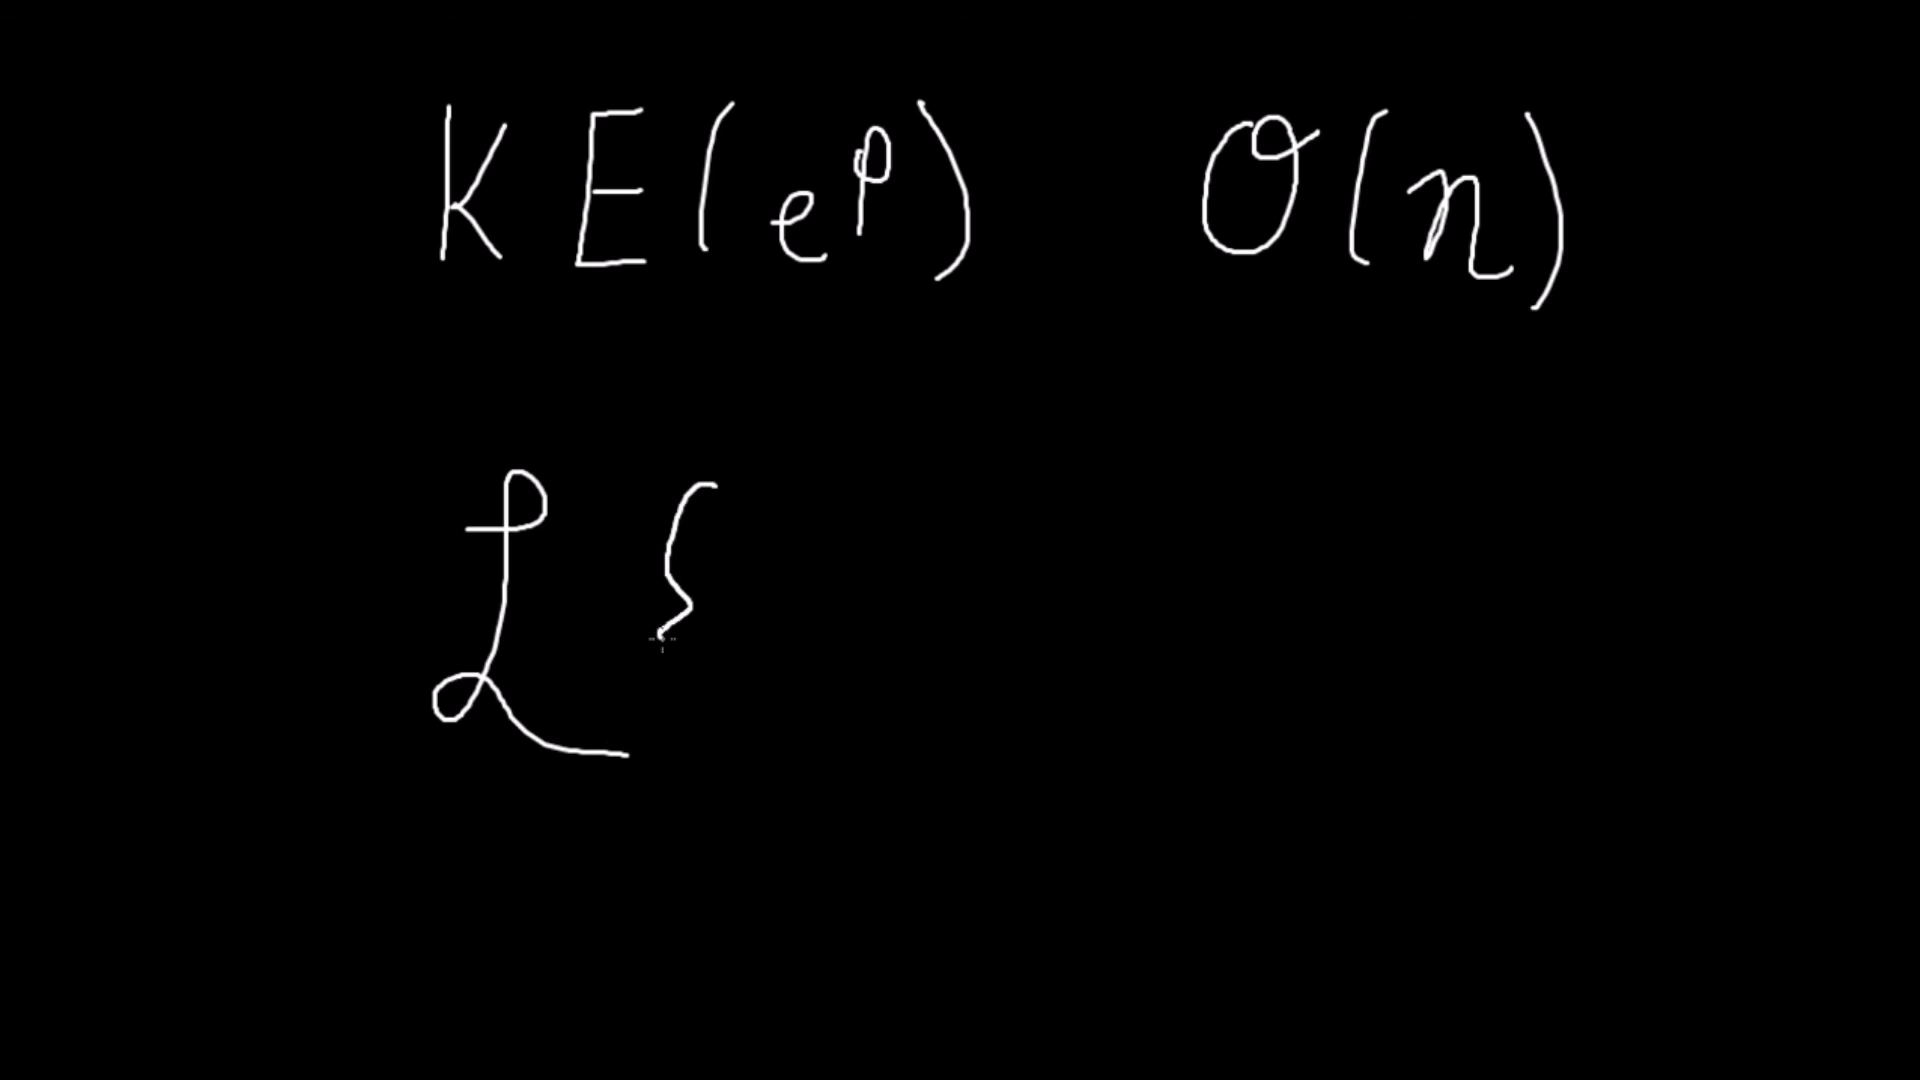 KE(e^p) O(n)
ℒ {